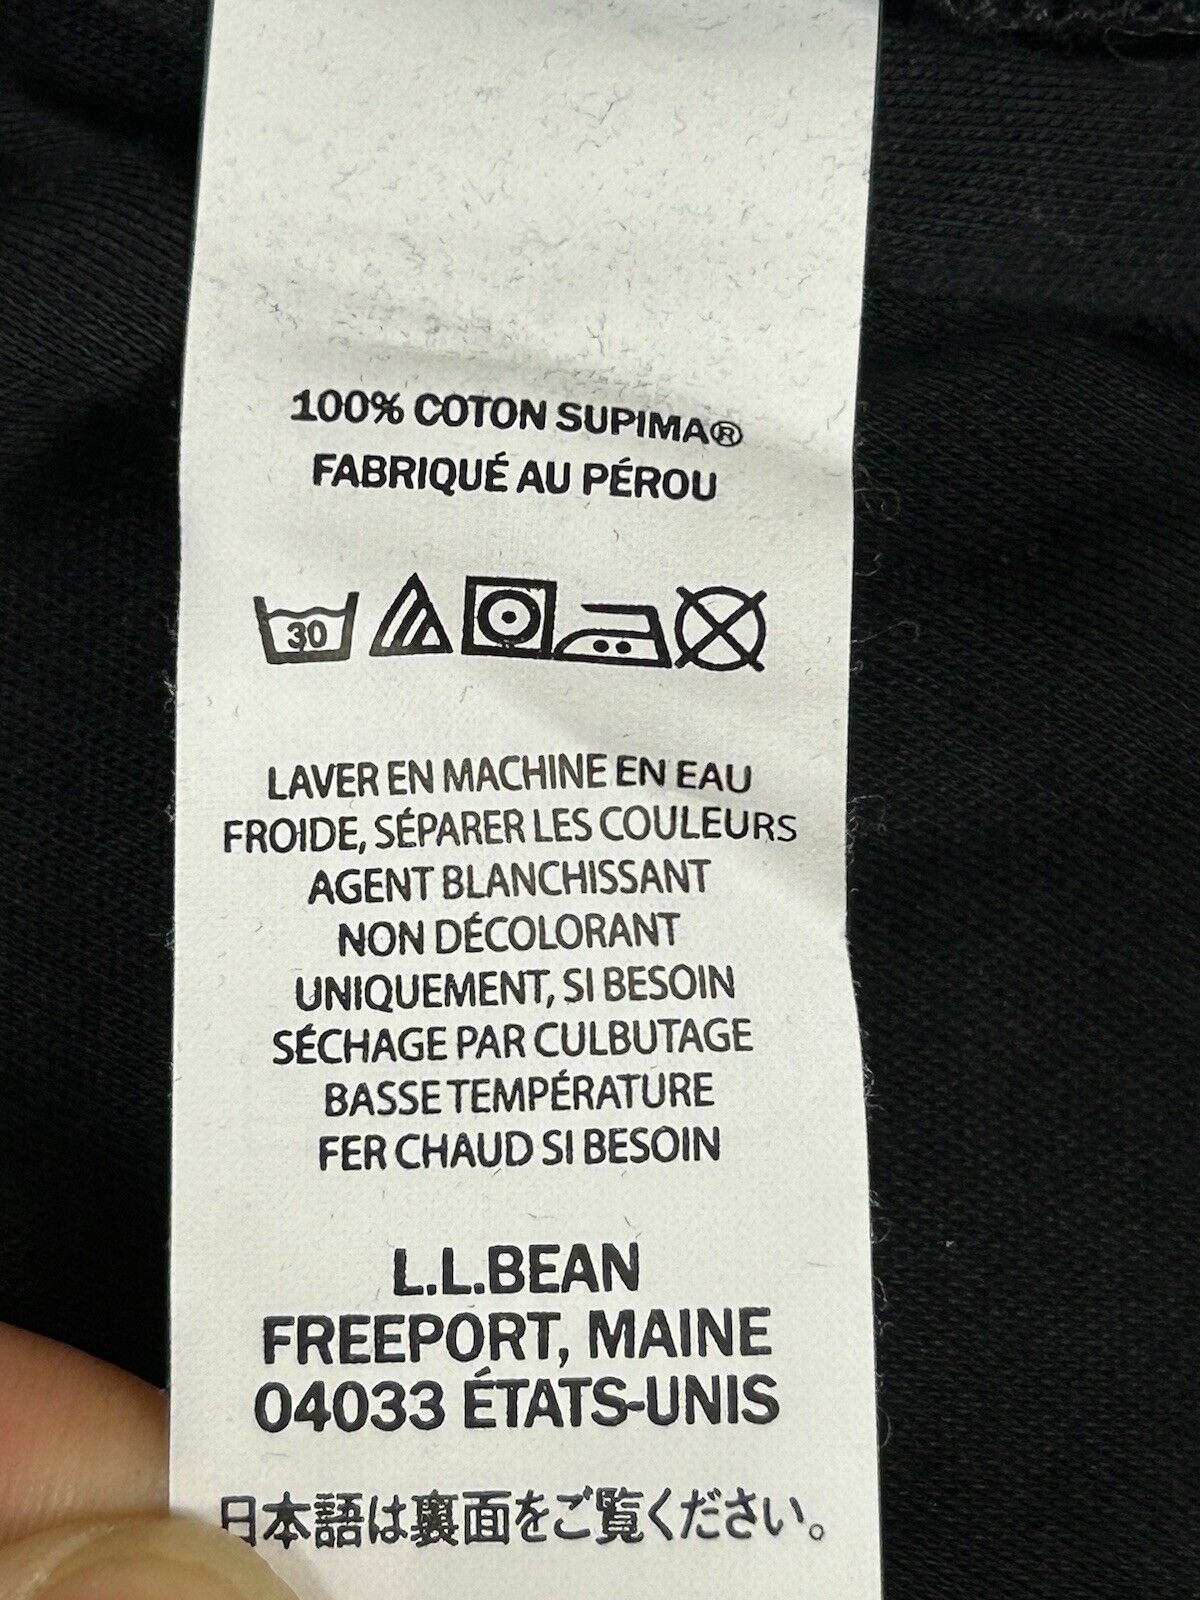 100% COTON SUPIMA®
FABRIQUÉ AU PÉROU
30
LAVER EN MACHINE EN EAU
FROIDE, SÉPARER LES COULEURS
AGENT BLANCHISSANT
NON DÉCOLORANT
UNIQUEMENT, SI BESOIN
SÉCHAGE PAR CULBUTAGE
BASSE TEMPÉRATURE
FER CHAUD SI BESOIN
L.L.BEAN
FREEPORT, MAINE
04033 ÉTATS-UNIS
日本語は裏面をご覧ください。